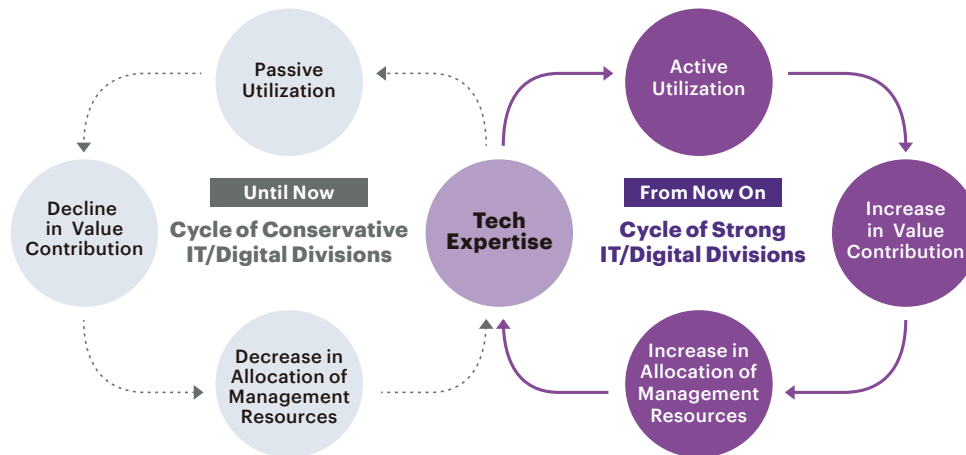 Passive
Utilization
Active
Utilization
Until Now
Cycle of Conservative
IT/Digital Divisions
From Now On
Cycle of Strong
IT/Digital Divisions
Decline
in Value
Contribution
Tech
Expertise
Increase
in Value
Contribution
Decrease in
Allocation of
Management
Resources
Increase in
Allocation of
Management
Resources